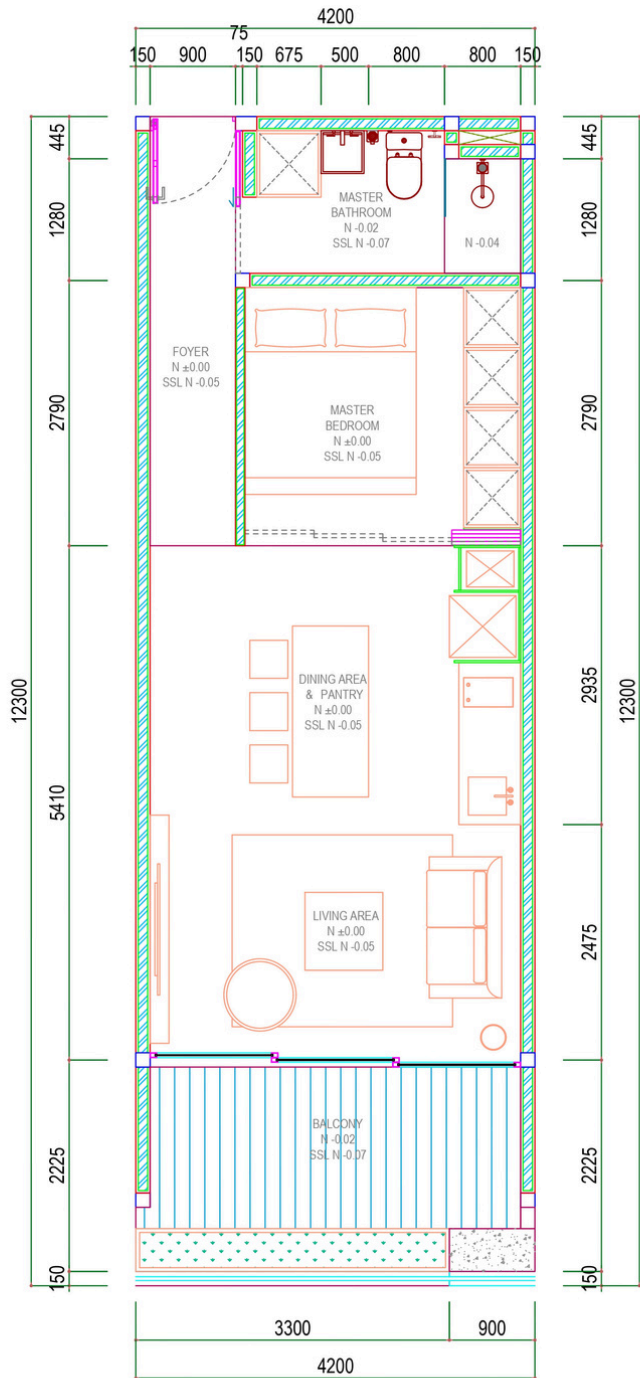 4200
75
150 900 150 675 500 800 800 150
445
445
1280
1280
MASTER
BATHROOM
N -0.02
SSL N -0.07
N -0.04
2790
2790
FOYER
N ±0.00
SSL N -0.05
MASTER
BEDROOM
N ±0.00
SSL N -0.05
12300
12300
5410
2935
DINING AREA
& PANTRY
N ±0.00
SSL N -0.05
2475
LIVING AREA
N ±0.00
SSL N -0.05
2225
2225
BALCONY
N -0.02
SSL N -0.07
150
150
3300 900
4200